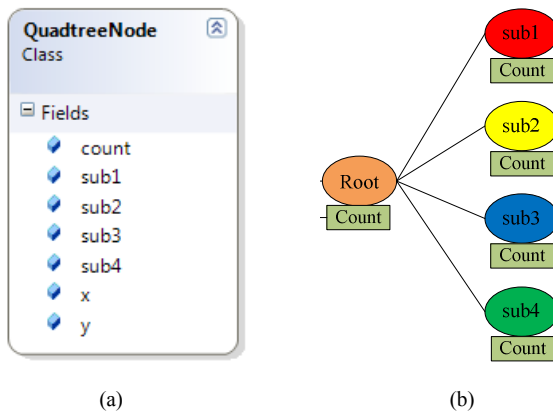 QuadtreeNode
Class
Fields
count
sub1
sub2
sub3
sub4
x
y
(a)
sub1
Count
sub2
Count
Root
Count
sub3
Count
sub4
Count
(b)